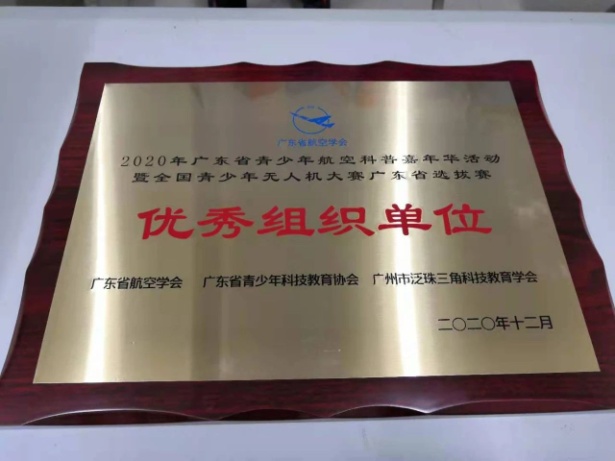 广东省航空学会
2020年广东省青少年航空科普嘉年华活动
暨全国青少年无人机大赛广东省选拔赛
优秀组织单位
广东省航空学会 广东省青少年科技教育协会 广州市泛珠三角科技教育学会
二〇二〇年十二月